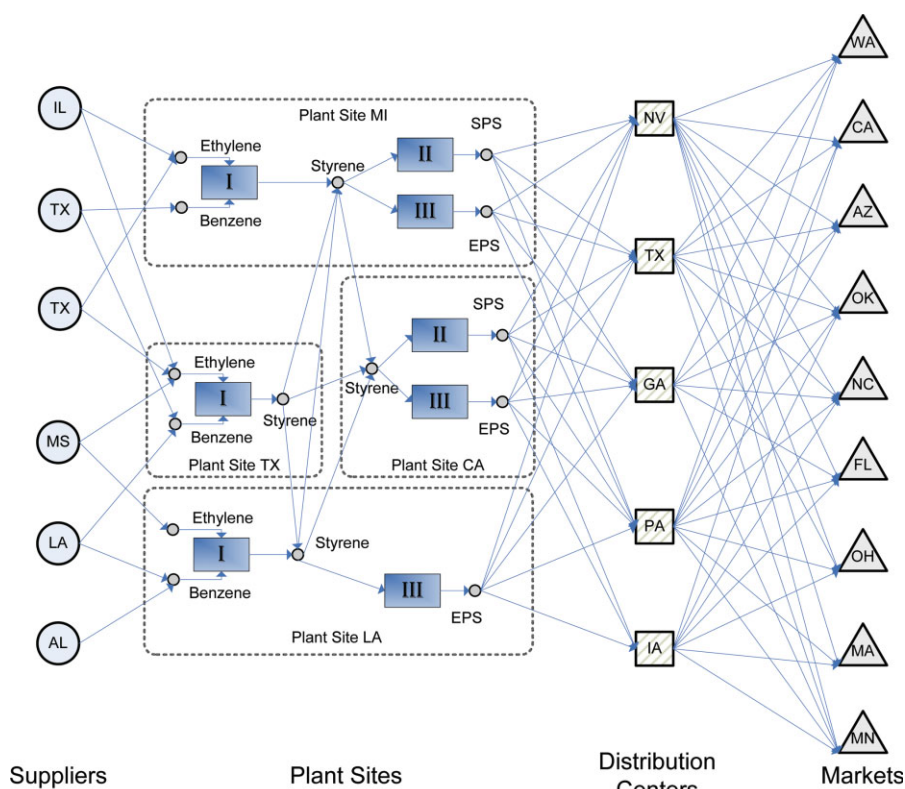 WA
IL
Plant Site MI
SPS
NV
CA
Ethylene
II
I
Styrene
TX
Benzene
III
EPS
AZ
TX
TX
SPS
OK
Ethylene
II
I
Styrene
GA
NC
MS
Benzene
Styrene
III
Plant Site TX
Plant Site CA
EPS
FL
Ethylene
LA
I
Styrene
PA
OH
Benzene
III
EPS
AL
Plant Site LA
IA
MA
MN
Suppliers
Plant Sites
Distribution
Centers
Markets